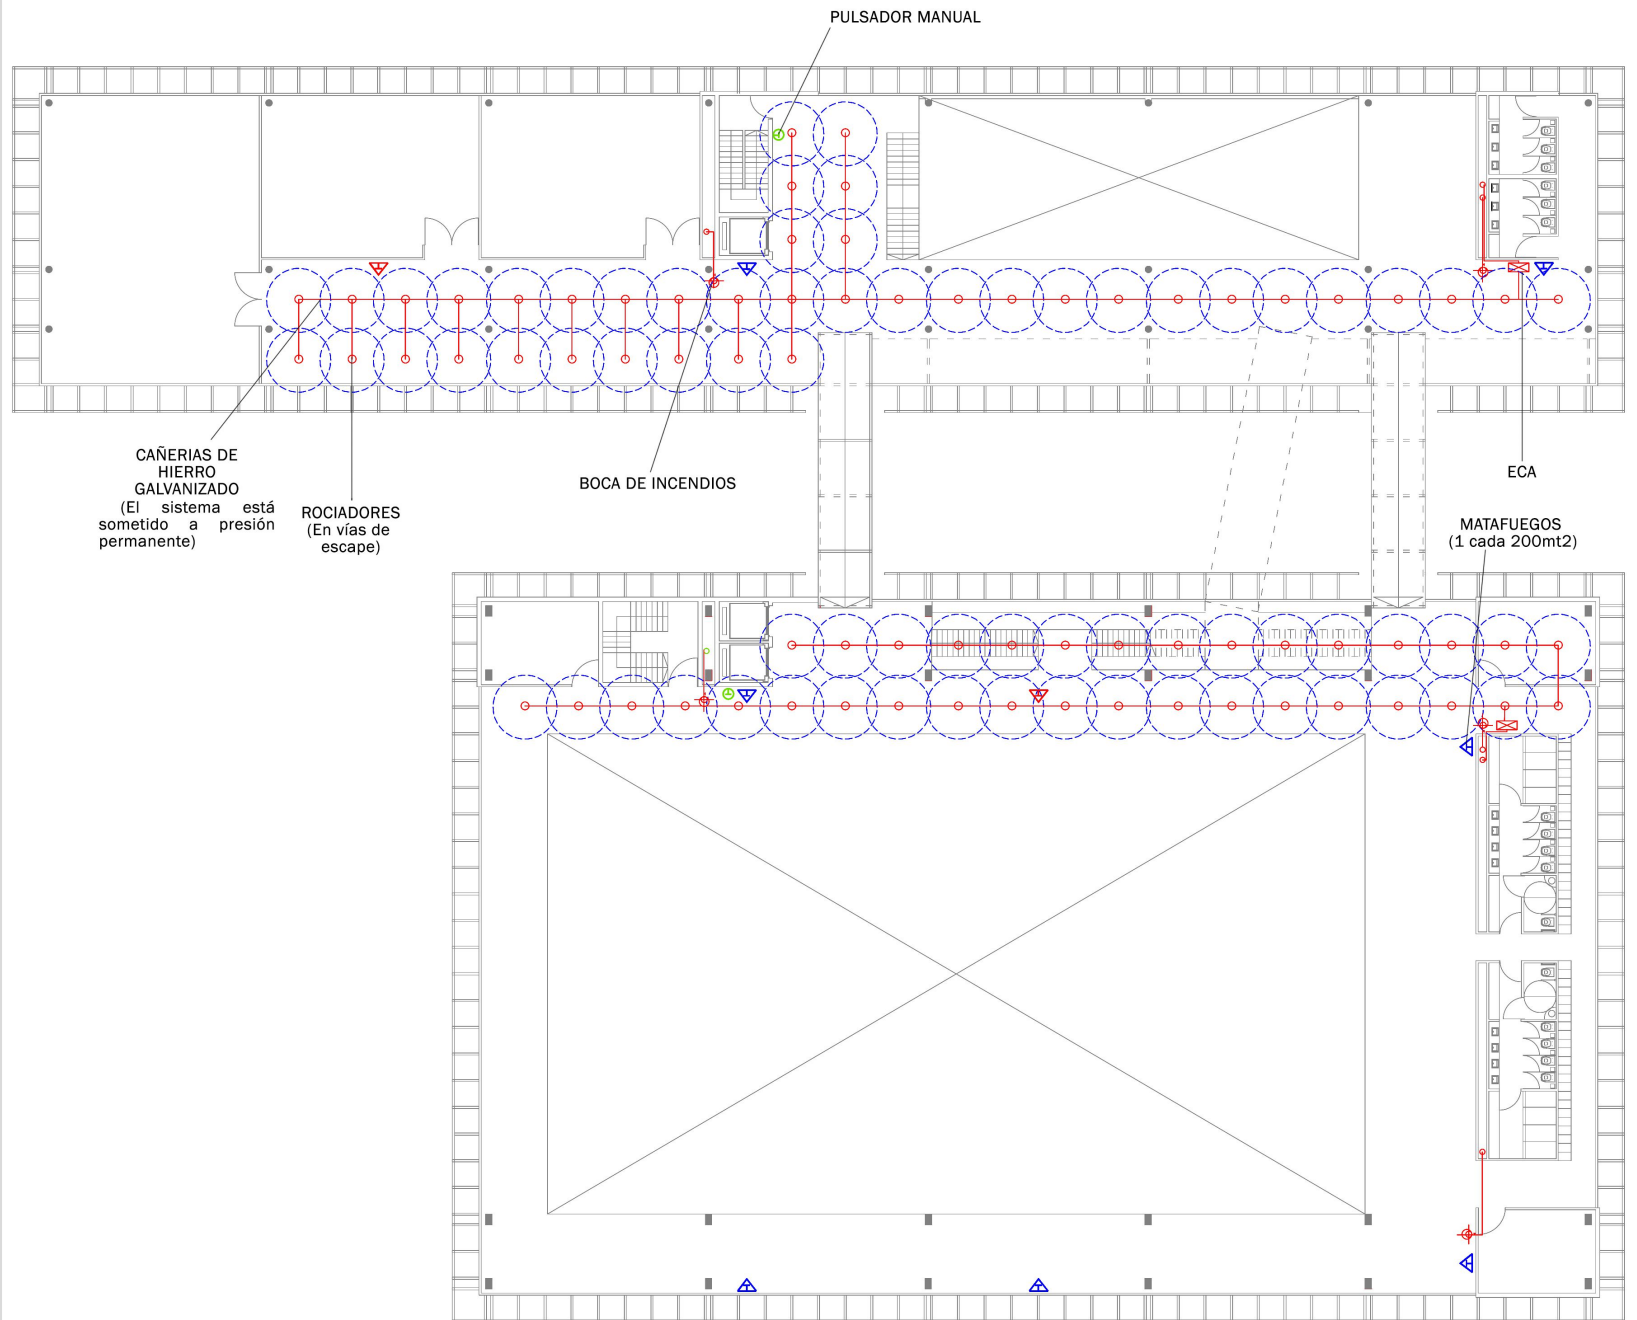 PULSADOR MANUAL
CAÑERIAS DE
HIERRO
GALVANIZADO
(El sistema está
sometido a presión
permanente)
ROCIADORES
(En vías de
escape)
BOCA DE INCENDIOS
ECA
MATAFUEGOS
(1 cada 200mt2)